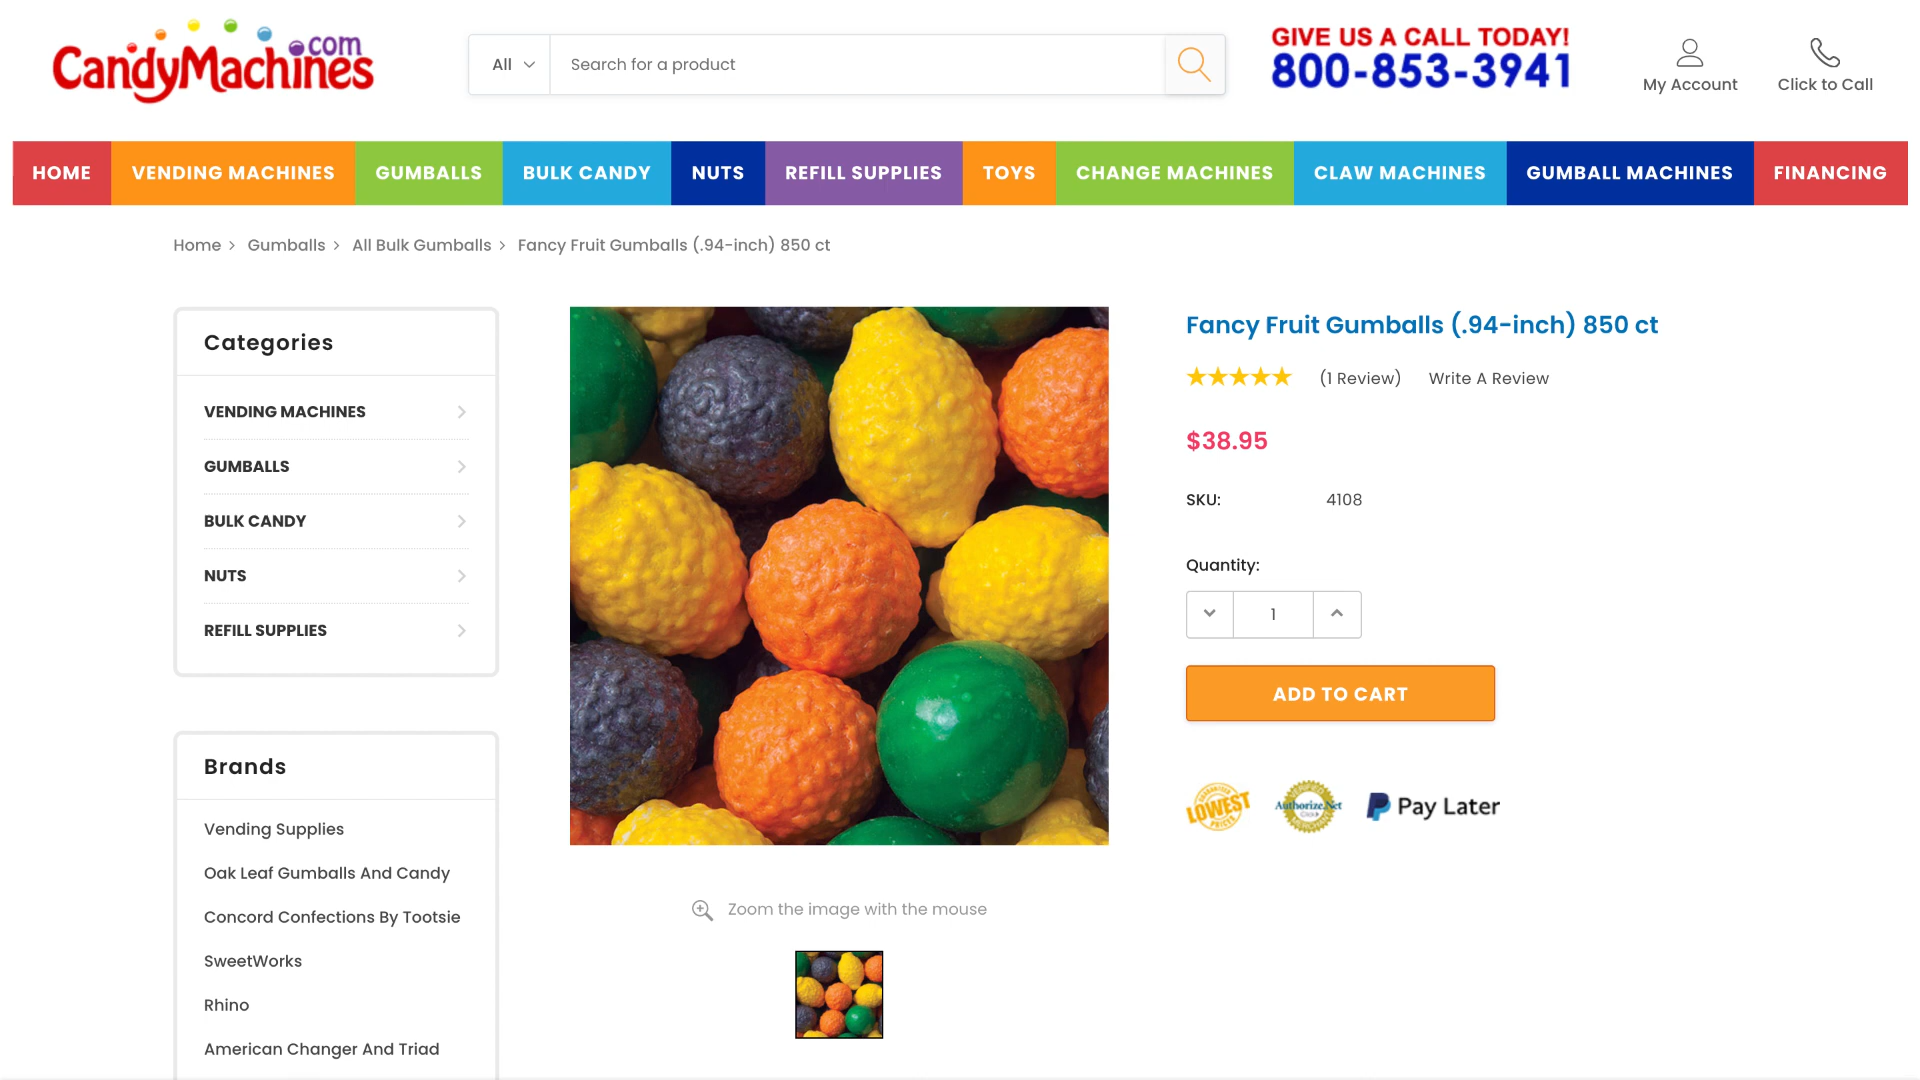 CandyMachines.com
All
Search for a product
GIVE US A CALL TODAY!
800-853-3941
My Account
Click to Call
HOME
VENDING MACHINES
GUMBALLS
BULK CANDY
NUTS
REFILL SUPPLIES
TOYS
CHANGE MACHINES
CLAW MACHINES
GUMBALL MACHINES
FINANCING
Home > Gumballs > All Bulk Gumballs > Fancy Fruit Gumballs (.94-inch) 850 ct
Categories
VENDING MACHINES
GUMBALLS
BULK CANDY
NUTS
REFILL SUPPLIES
Brands
Vending Supplies
Oak Leaf Gumballs And Candy
Concord Confections By Tootsie
SweetWorks
Rhino
American Changer And Triad
Zoom the image with the mouse
Fancy Fruit Gumballs (.94-inch) 850 ct
(1 Review)
Write A Review
$38.95
SKU: 4108
Quantity:
1
ADD TO CART
GUARANTEED
LOWEST
PRICES
Authorize.Net
Click
Pay Later